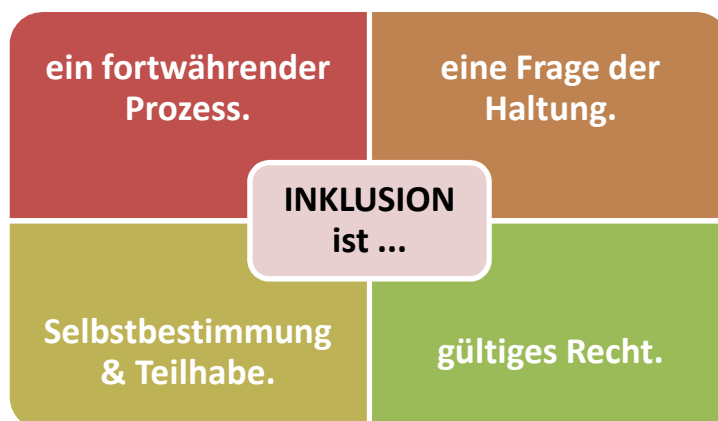 ein fortwährender
Prozess.
eine Frage der
Haltung.
INKLUSION
ist ...
Selbstbestimmung
& Teilhabe.
gültiges Recht.